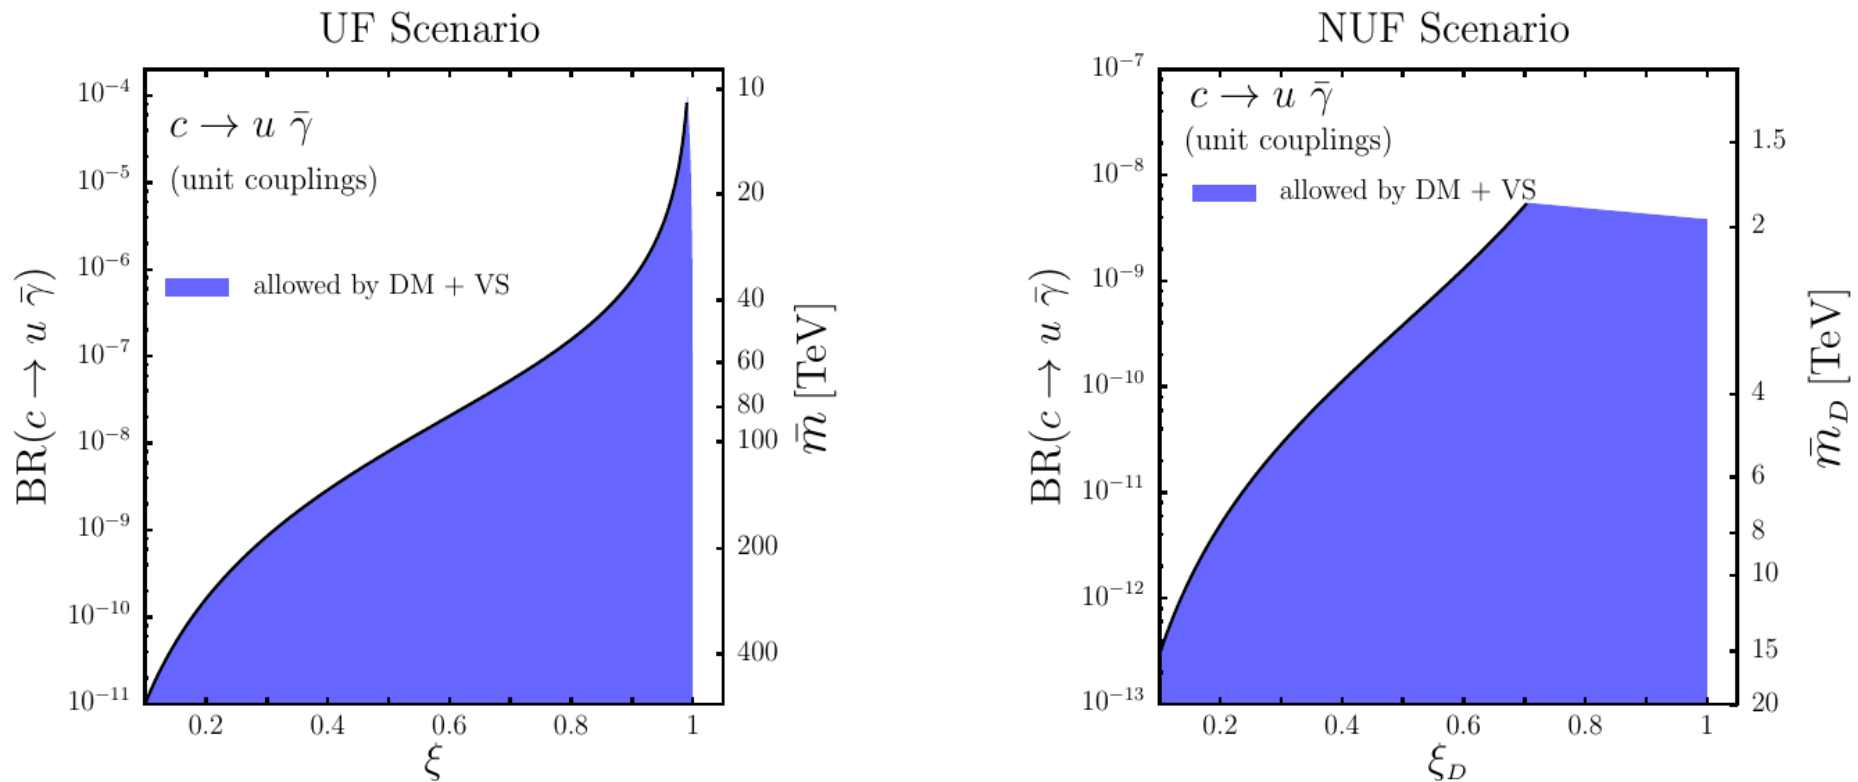 UF Scenario
10⁻⁴
10⁻⁵
10⁻⁶
10⁻⁷
10⁻⁸
10⁻⁹
10⁻¹⁰
10⁻¹¹
BR(c → u γ̄)
c → u γ̄
(unit couplings)
allowed by DM + VS
10
20
40
60
80
100
200
400
m̄ [TeV]
0.2 0.4 0.6 0.8 1
ξ
NUF Scenario
10⁻⁷
10⁻⁸
10⁻⁹
10⁻¹⁰
10⁻¹¹
10⁻¹²
10⁻¹³
BR(c → u γ̄)
c → u γ̄
(unit couplings)
allowed by DM + VS
1.5
2
4
6
8
10
15
20
m̄_D [TeV]
0.2 0.4 0.6 0.8 1
ξ_D